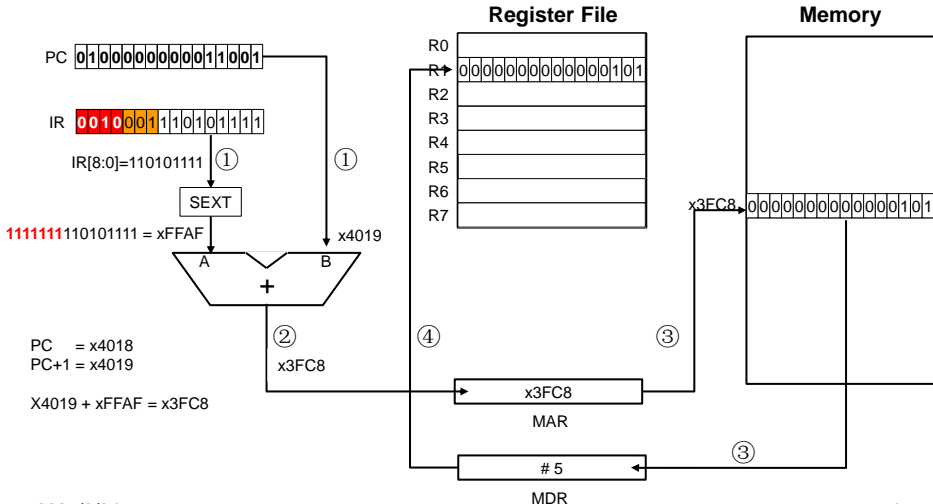 Register File
Memory
PC 0100000000011001
IR 0010001110101111
IR[8:0]=110101111
①
①
SEXT
1111111110101111 = xFFAF
x4019
A
B
+
②
x3FC8
PC = x4018
PC+1 = x4019
X4019 + xFFAF = x3FC8
R0
R1 0000000000000101
R2
R3
R4
R5
R6
R7
④
③
x3FC8 0000000000000101
x3FC8
MAR
③
# 5
MDR